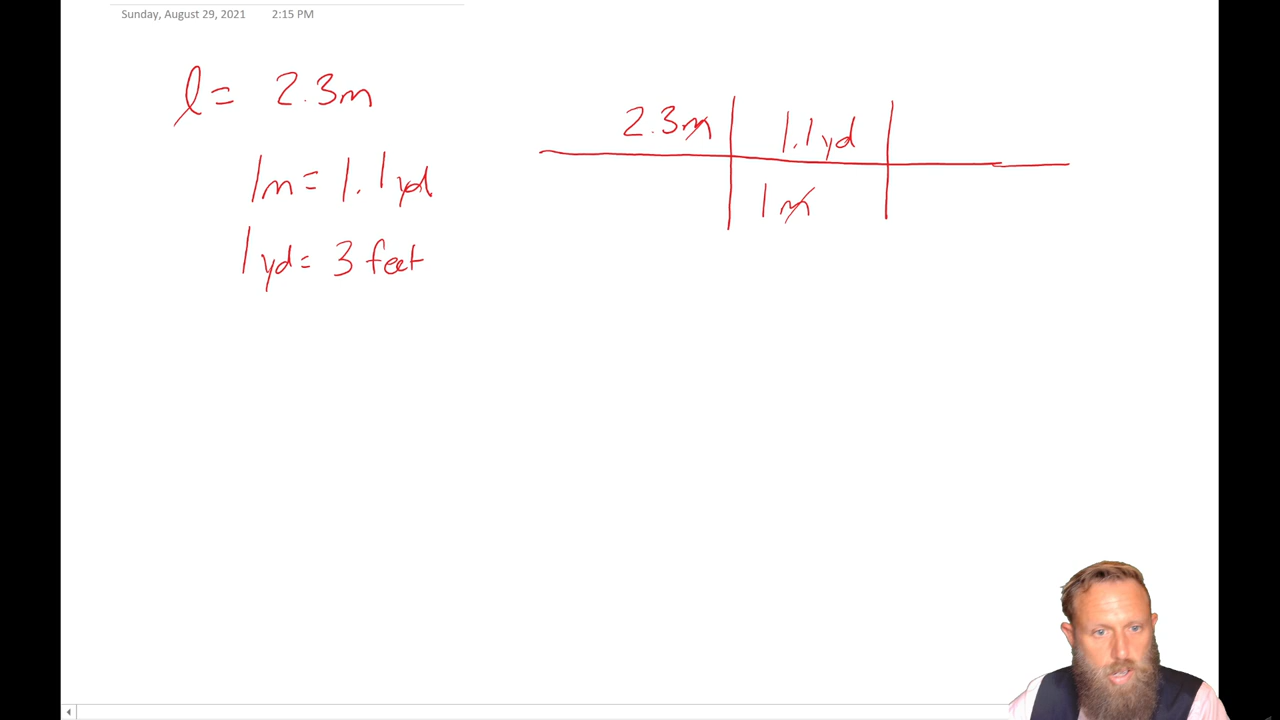 Sunday, August 29, 2021 2:15 PM
l = 2.3m
1m = 1.1yd
1yd = 3 feet
2.3m 1.1yd
1m